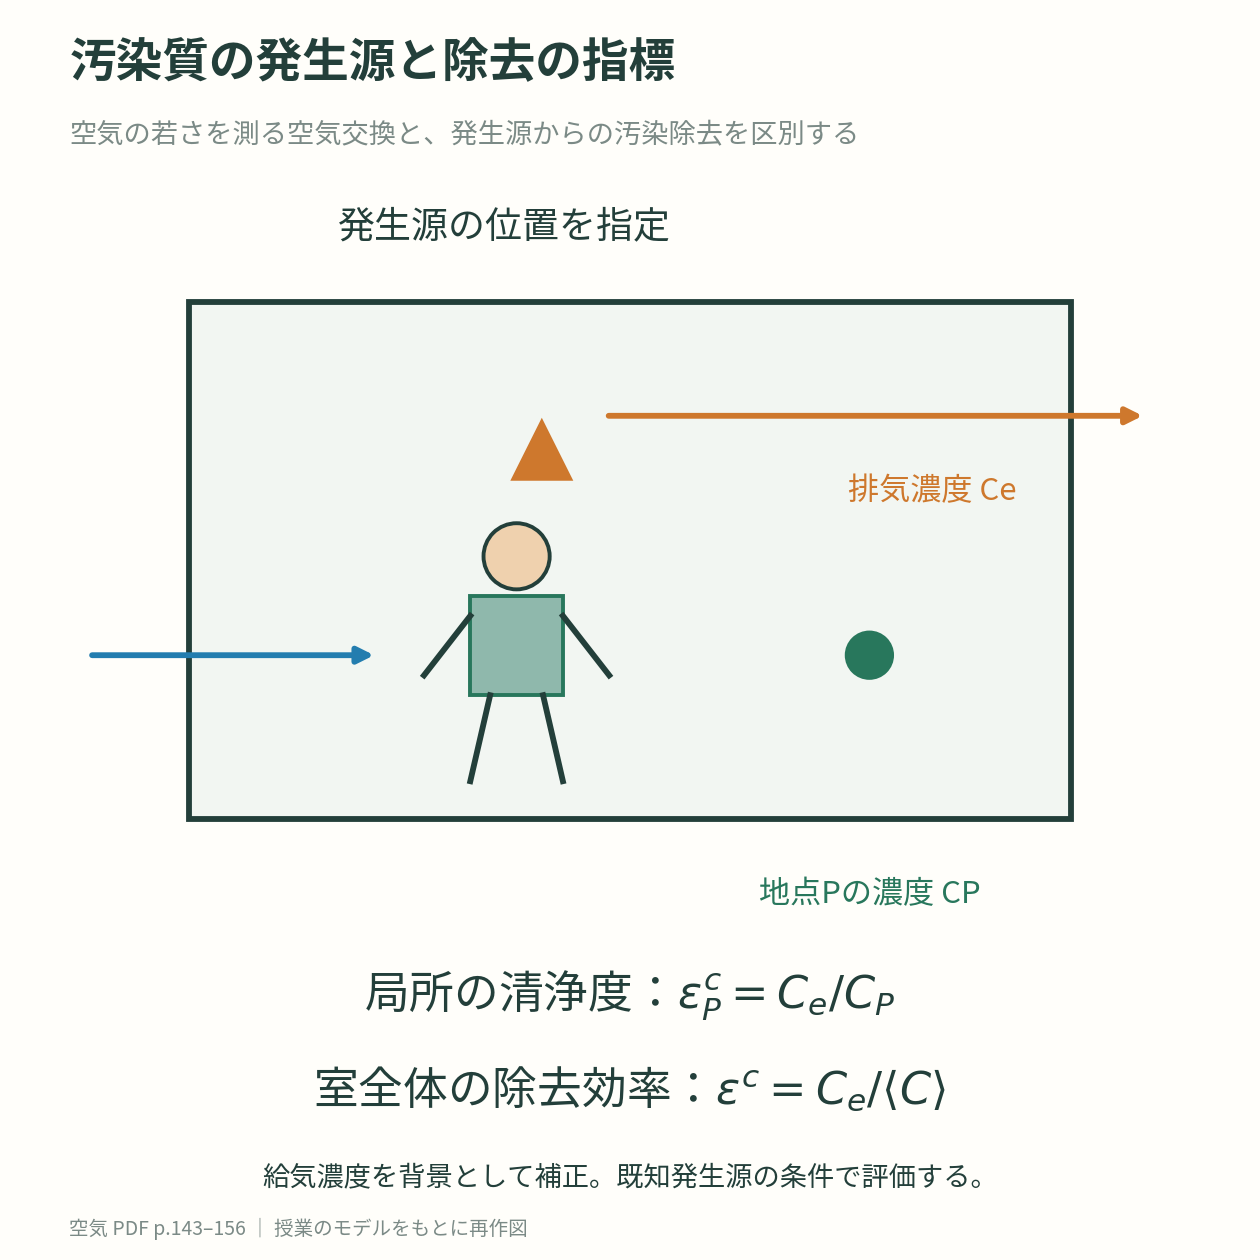 汚染質の発生源と除去の指標
空気の若さを測る空気交換と、発生源からの汚染除去を区別する
発生源の位置を指定
排気濃度 Ce
地点Pの濃度 CP
局所の清浄度：$\varepsilon_P^c = C_e/C_P$
室全体の除去効率：$\varepsilon^c = C_e/\langle C \rangle$
給気濃度を背景として補正。既知発生源の条件で評価する。
空気 PDF p.143–156｜授業のモデルをもとに再作図